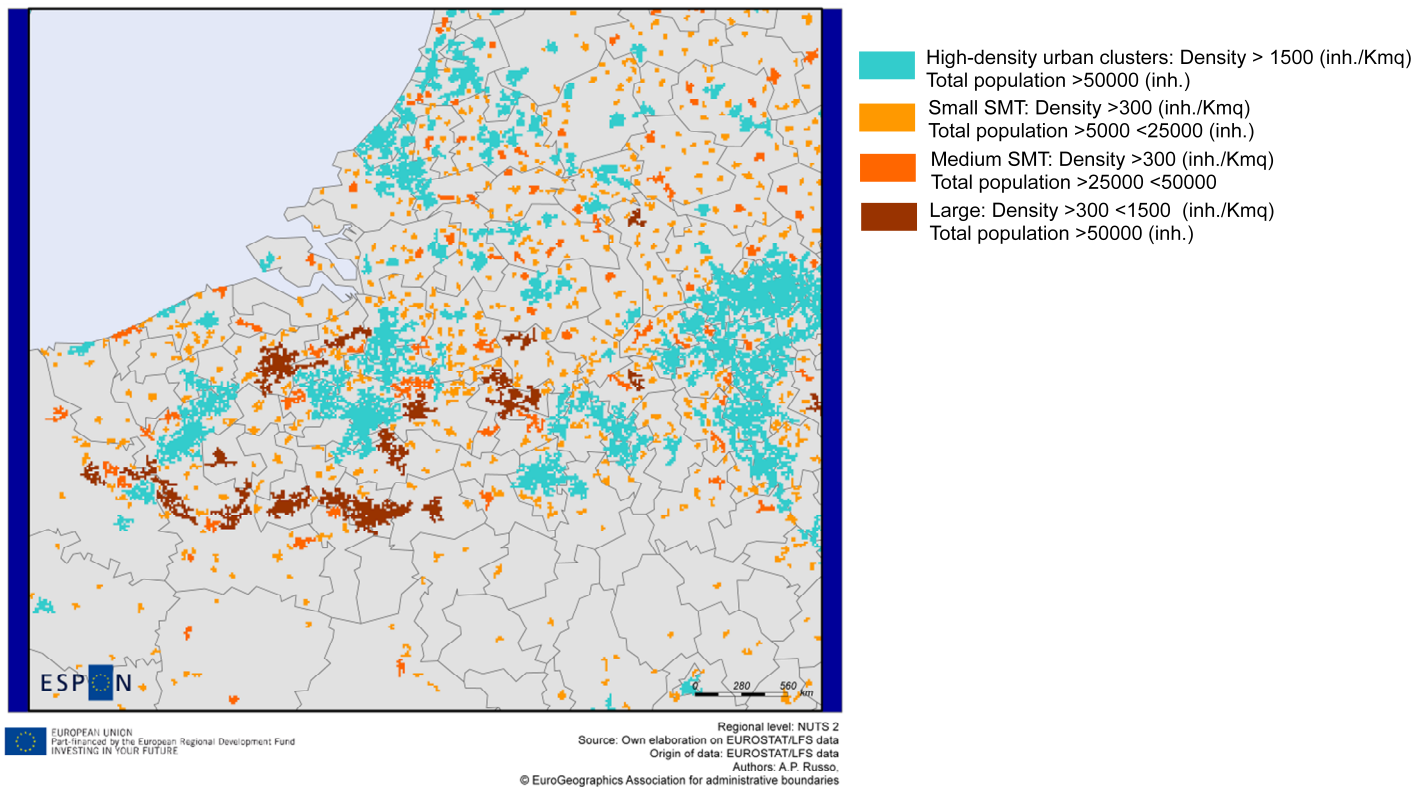 High-density urban clusters: Density > 1500 (inh./Kmq)
Total population >50000 (inh.)
Small SMT: Density >300 (inh./Kmq)
Total population >5000 <25000 (inh.)
Medium SMT: Density >300 (inh./Kmq)
Total population >25000 <50000
Large: Density >300 <1500 (inh./Kmq)
Total population >50000 (inh.)
ESPON
0 280 560
km
EUROPEAN UNION
Part-financed by the European Regional Development Fund
INVESTING IN YOUR FUTURE
Regional level: NUTS 2
Source: Own elaboration on EUROSTAT/LFS data
Origin of data: EUROSTAT/LFS data
Authors: A.P. Russo,
© EuroGeographics Association for administrative boundaries